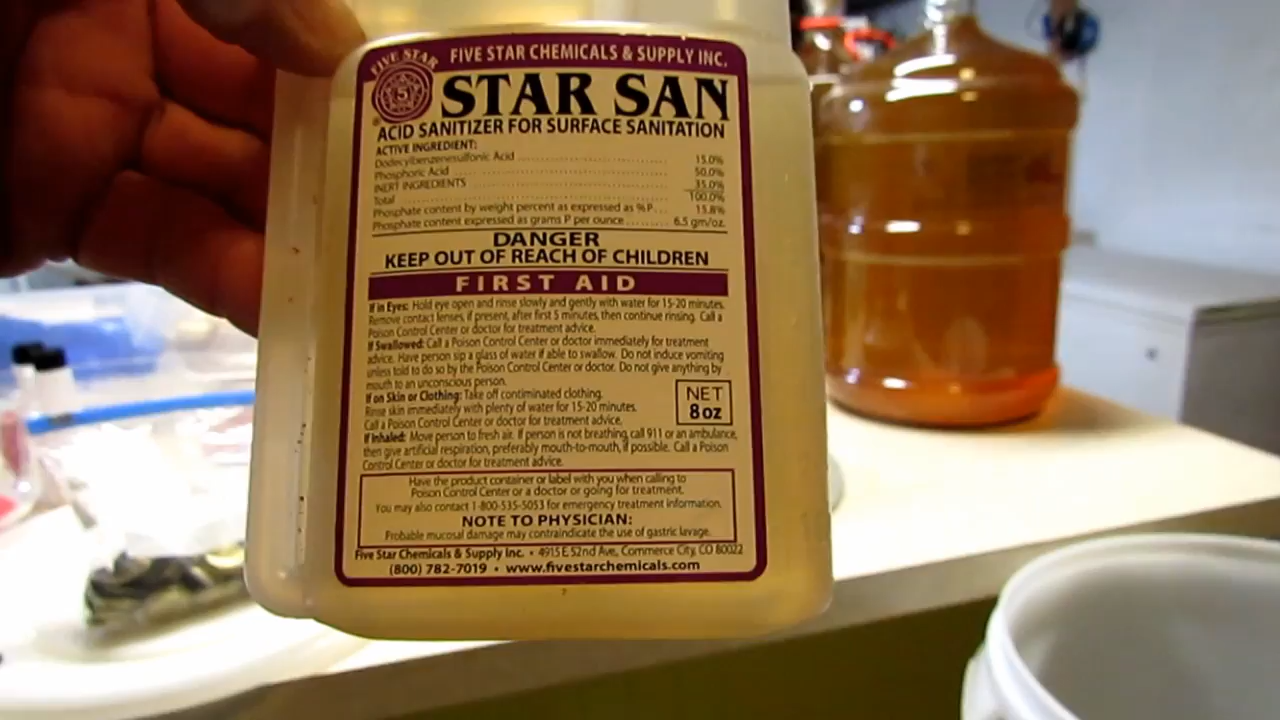 FIVE STAR
5
FIVE STAR CHEMICALS & SUPPLY INC.
STAR SAN
ACID SANITIZER FOR SURFACE SANITATION
ACTIVE INGREDIENT:
Dodecylbenzenesulfonic Acid ........................ 15.0%
Phosphoric Acid ........................ 50.0%
INERT INGREDIENTS ........................ 35.0%
Total ........................ 100.0%
Phosphate content by weight percent as expressed as %P... 15.8%
Phosphate content expressed as grams P per ounce......... 6.5 gm/oz.
DANGER
KEEP OUT OF REACH OF CHILDREN
FIRST AID
If in Eyes: Hold eye open and rinse slowly and gently with water for 15-20 minutes.
Remove contact lenses, if present, after first 5 minutes, then continue rinsing. Call a
Poison Control Center or doctor for treatment advice.
If Swallowed: Call a Poison Control Center or doctor immediately for treatment
advice. Have person sip a glass of water if able to swallow. Do not induce vomiting
unless told to do so by the Poison Control Center or doctor. Do not give anything by
mouth to an unconscious person.
If on Skin or Clothing: Take off contiminated clothing.
Rinse skin immediately with plenty of water for 15-20 minutes.
Call a Poison Control Center or doctor for treatment advice.
NET
8 oz
If Inhaled: Move person to fresh air. If person is not breathing, call 911 or an ambulance,
then give artificial respiration, preferably mouth-to-mouth, if possible. Call a Poison
Control Center or doctor for treatment advice.
Have the product container or label with you when calling to
Poison Control Center or a doctor or going for treatment.
You may also contact 1-800-535-5053 for emergency treatment information.
NOTE TO PHYSICIAN:
Probable mucosal damage may contraindicate the use of gastric lavage.
Five Star Chemicals & Supply Inc. • 4915 E. 52nd Ave, Commerce City, CO 80022
(800) 782-7019 • www.fivestarchemicals.com